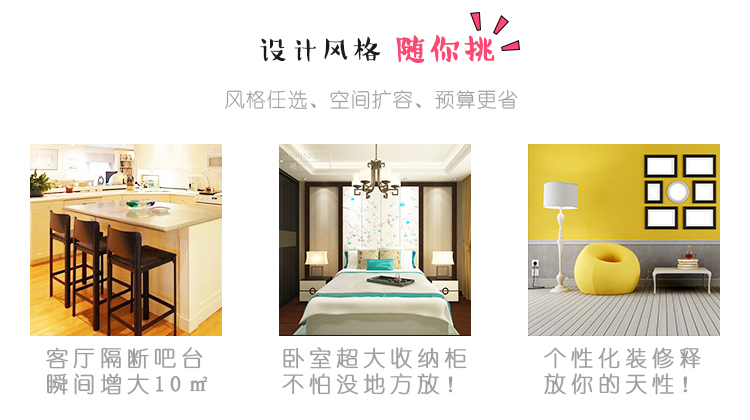 设计风格 随你挑
风格任选、空间扩容、预算更省
客厅隔断吧台
瞬间增大10㎡
卧室超大收纳柜
不怕没地方放！
个性化装修释
放你的天性！